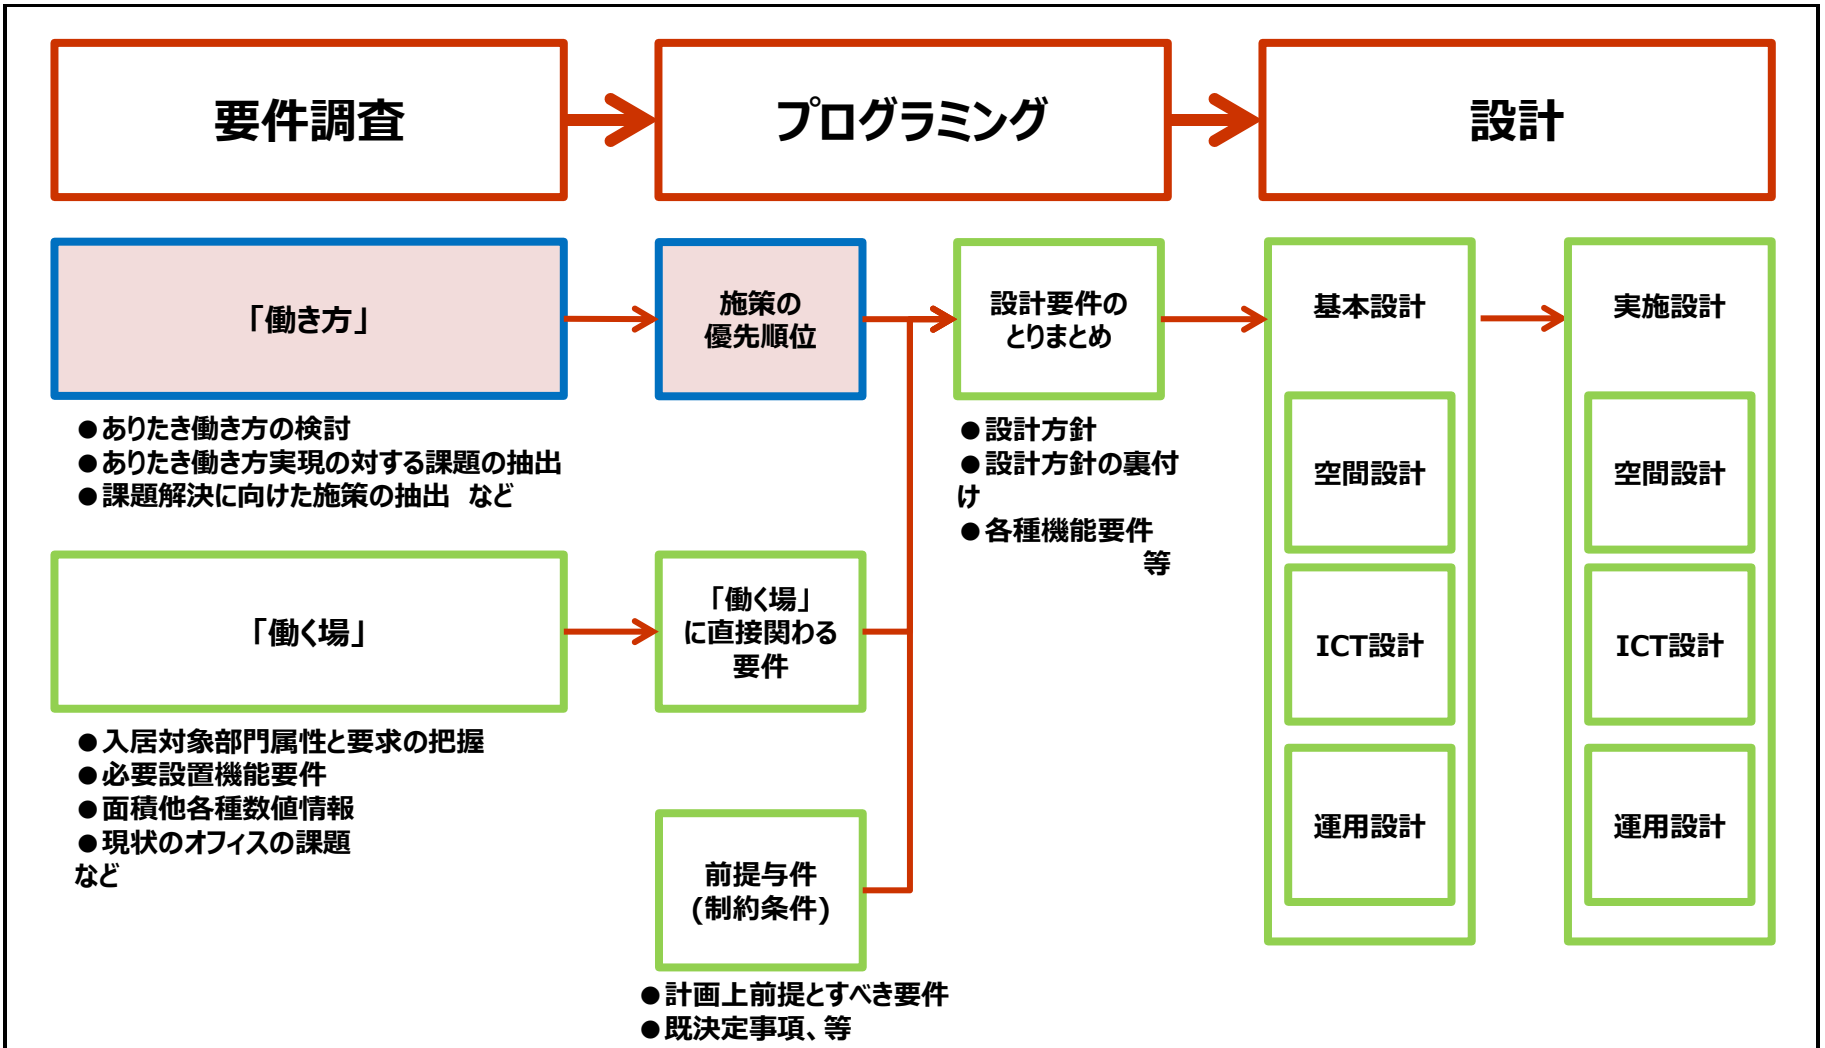 要件調査
プログラミング
設計
「働き方」
施策の
優先順位
設計要件の
とりまとめ
基本設計
実施設計
●ありたき働き方の検討
●ありたき働き方実現の対する課題の抽出
●課題解決に向けた施策の抽出　など
●設計方針
●設計方針の裏付
け
●各種機能要件
等
空間設計
空間設計
「働く場」
「働く場」
に直接関わる
要件
ICT設計
ICT設計
●入居対象部門属性と要求の把握
●必要設置機能要件
●面積他各種数値情報
●現状のオフィスの課題
など
運用設計
運用設計
前提与件
(制約条件)
●計画上前提とすべき要件
●既決定事項、等